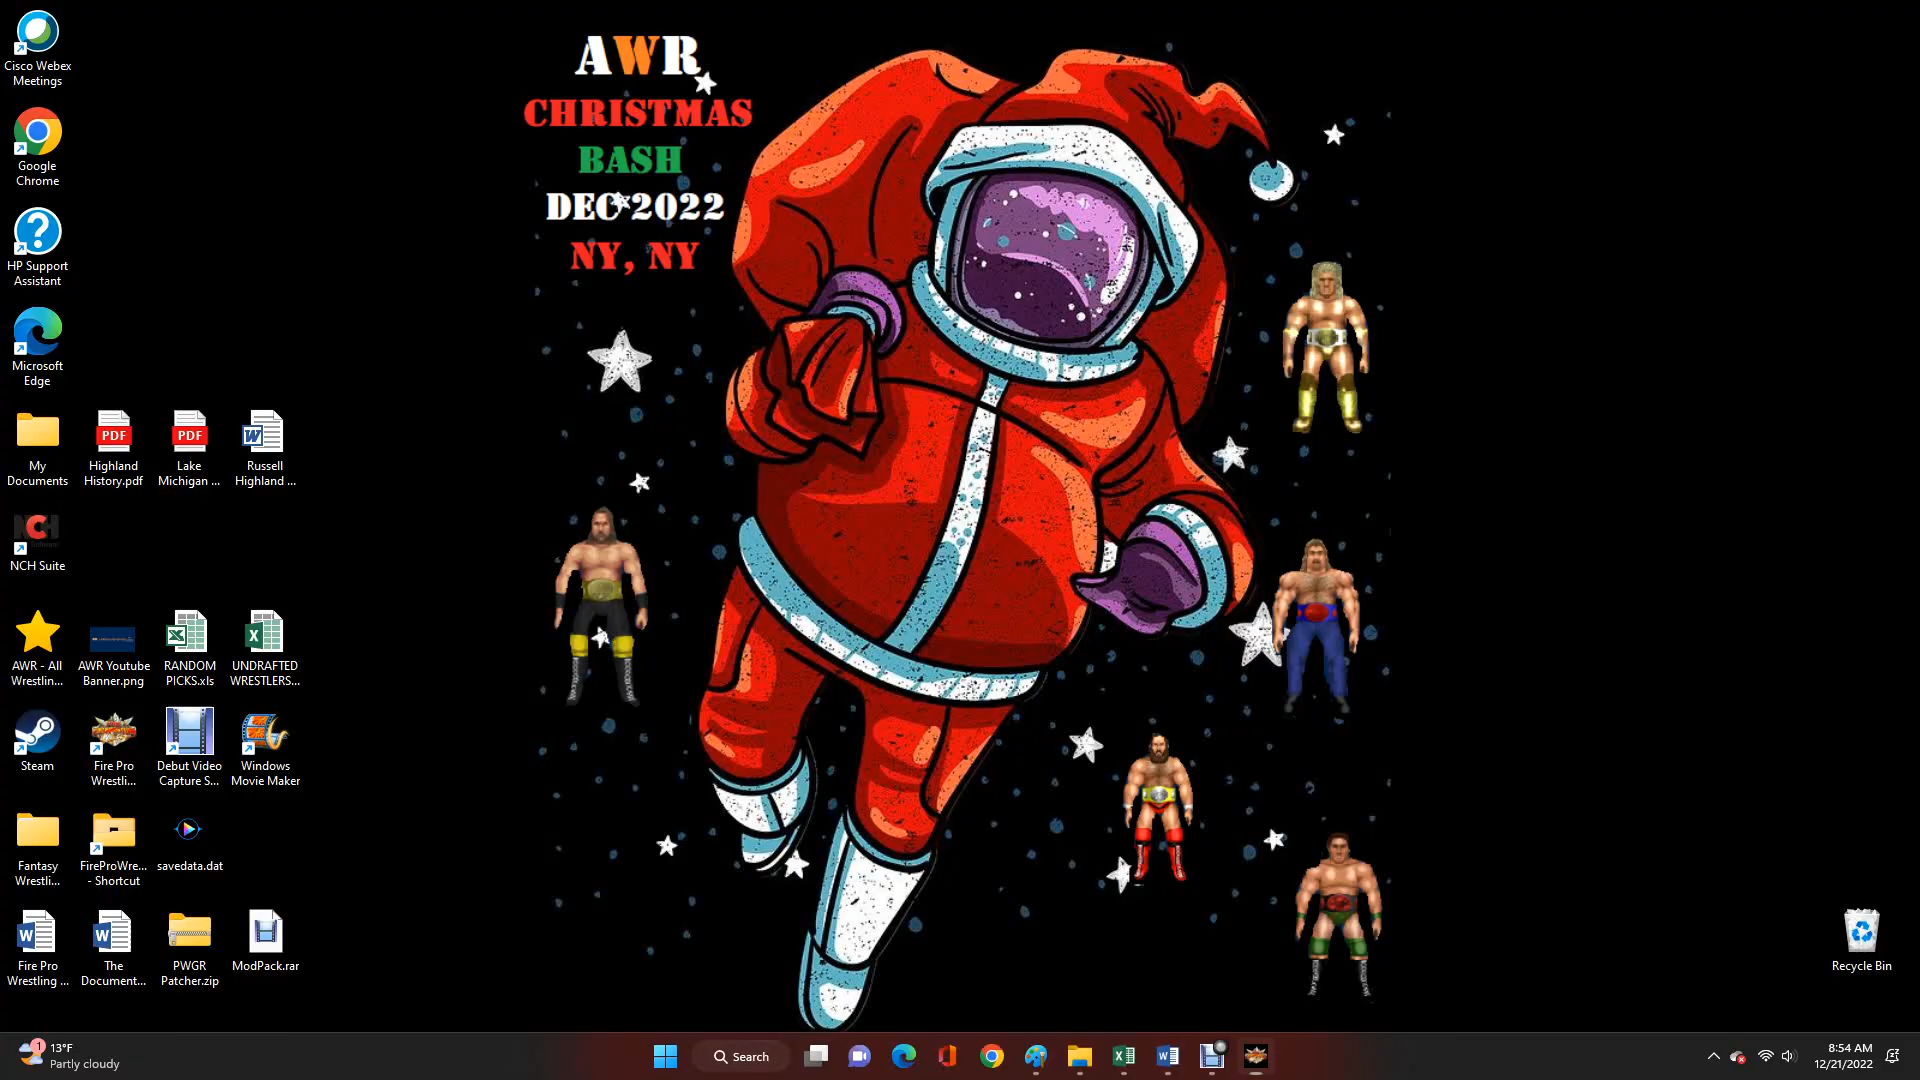 Cisco Webex
Meetings
Google
Chrome
HP Support
Assistant
Microsoft
Edge
My
Documents
PDF
Highland
History.pdf
PDF
Lake
Michigan ...
Russell
Highland ...
NCH
NCH Suite
AWR - All
Wrestlin...
AWR Youtube
Banner.png
RANDOM
PICKS.xls
UNDRAFTED
WRESTLERS...
Steam
Fire Pro
Wrestli...
Debut Video
Capture S...
Windows
Movie Maker
Fantasy
Wrestli...
FireProWre...
- Shortcut
savedata.dat
Fire Pro
Wrestling ...
The
Document...
PWGR
Patcher.zip
ModPack.rar
AWR
CHRISTMAS
BASH
DEC 2022
NY, NY
Recycle Bin
1
13°F
Partly cloudy
Search
8:54 AM
12/21/2022